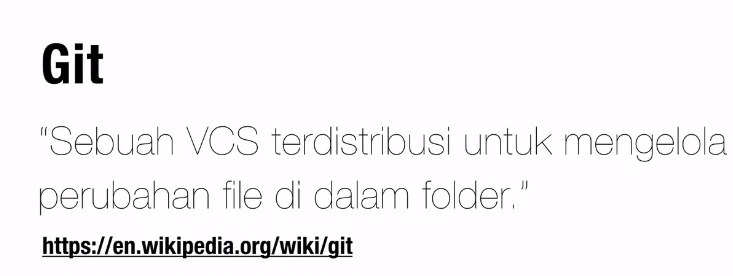 Git
“Sebuah VCS terdistribusi untuk mengelola
perubahan file di dalam folder.”
https://en.wikipedia.org/wiki/git